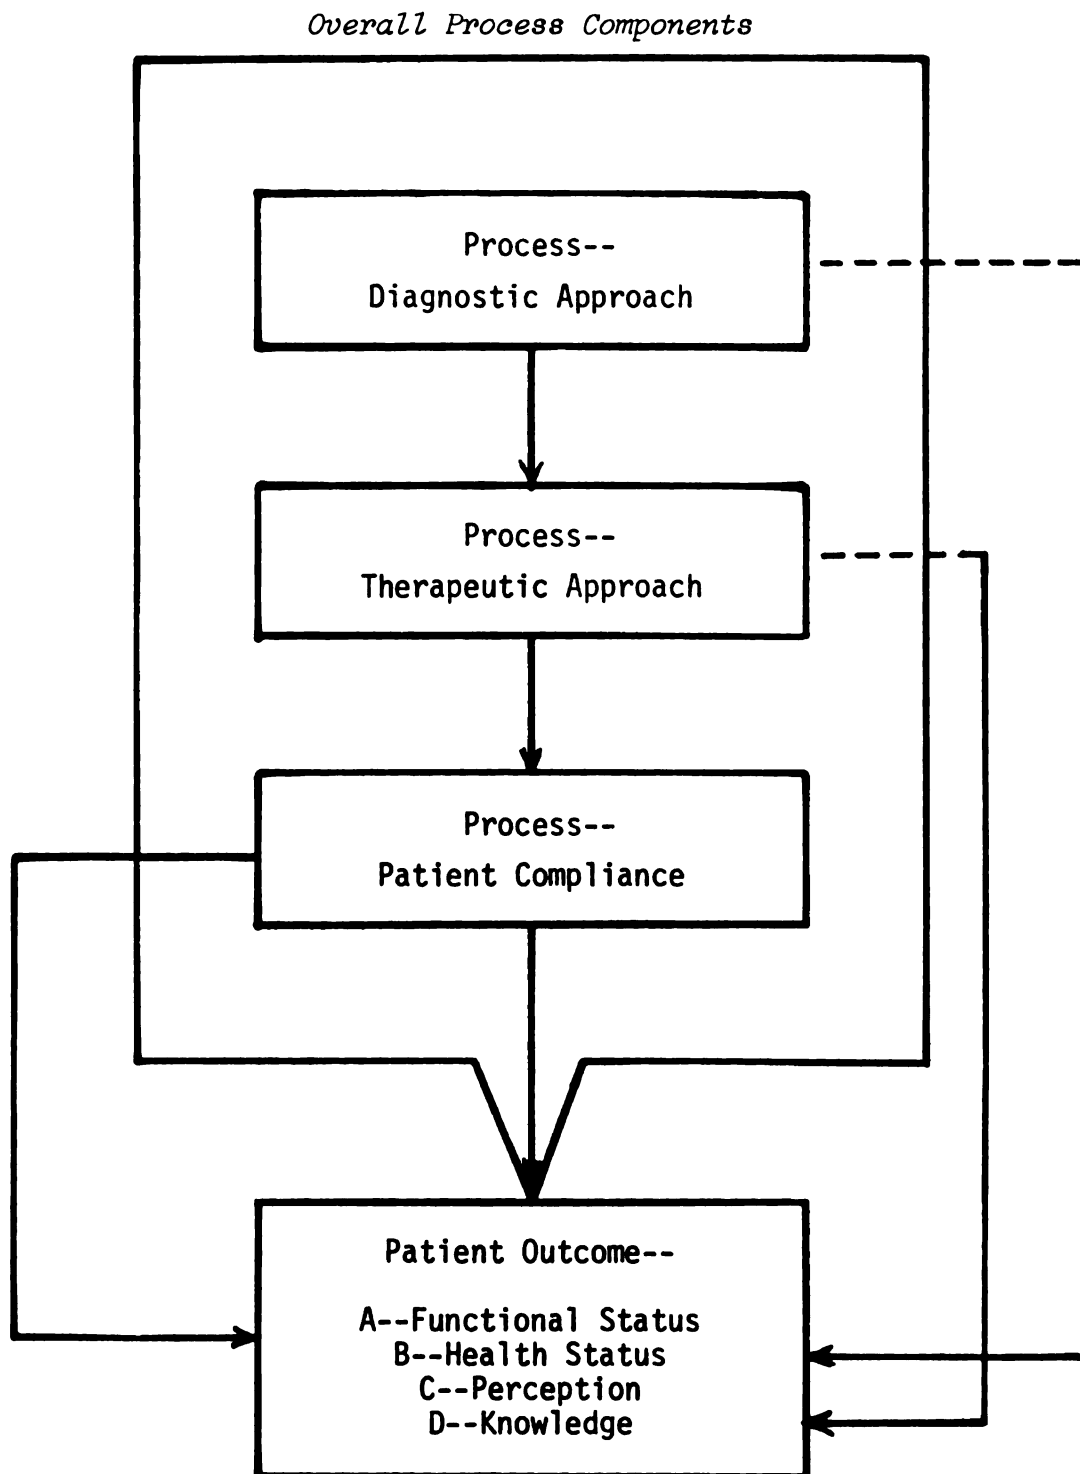 Overall Process Components
Process--
Diagnostic Approach
Process--
Therapeutic Approach
Process--
Patient Compliance
Patient Outcome--
A--Functional Status
B--Health Status
C--Perception
D--Knowledge